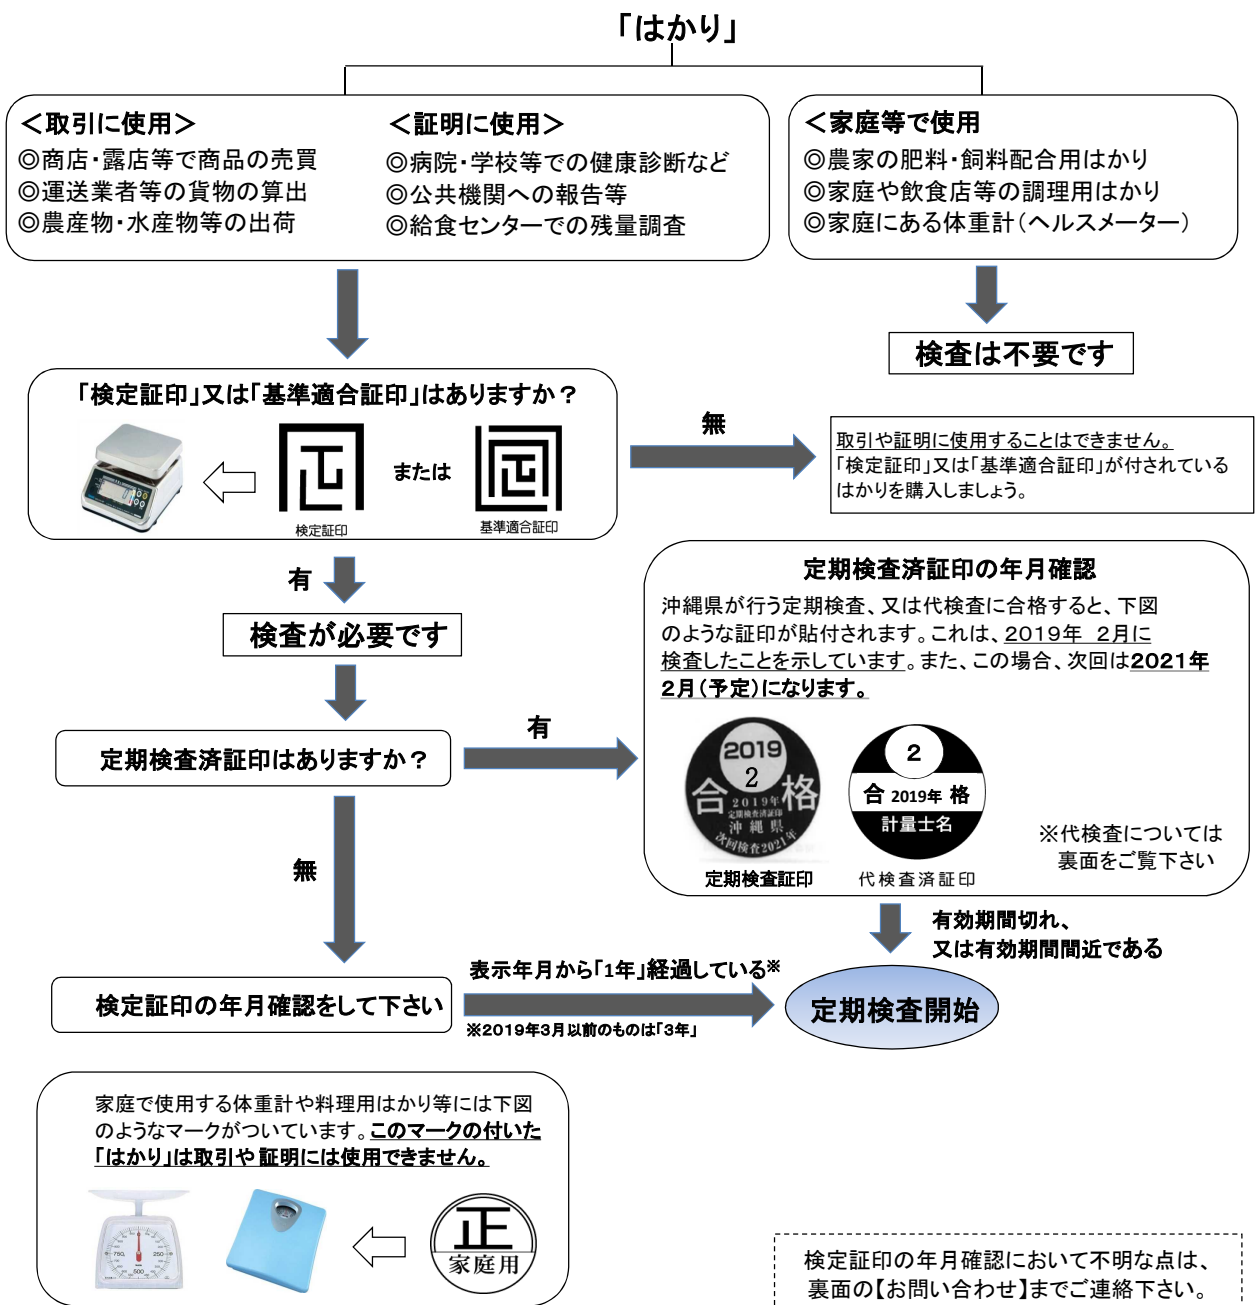 「はかり」
＜取引に使用＞
◎商店・露店等で商品の売買
◎運送業者等の貨物の算出
◎農産物・水産物等の出荷
＜証明に使用＞
◎病院・学校等での健康診断など
◎公共機関への報告等
◎給食センターでの残量調査
＜家庭等で使用
◎農家の肥料・飼料配合用はかり
◎家庭や飲食店等の調理用はかり
◎家庭にある体重計（ヘルスメーター）
検査は不要です
「検定証印」又は「基準適合証印」はありますか？
または
検定証印
基準適合証印
無
取引や証明に使用することはできません。
「検定証印」又は「基準適合証印」が付されている
はかりを購入しましょう。
有
検査が必要です
定期検査済証印はありますか？
有
定期検査済証印の年月確認
沖縄県が行う定期検査、又は代検査に合格すると、下図
のような証印が貼付されます。これは、2019年 2月に
検査したことを示しています。また、この場合、次回は2021年
2月（予定）になります。
2019
2
合 格
2019年
定期検査済証印
沖縄県
次回検査2021年
定期検査証印
2
合 2019年 格
計量士名
代検査済証印
※代検査については
裏面をご覧下さい
無
有効期間切れ、
又は有効期間間近である
検定証印の年月確認をして下さい
表示年月から「1年」経過している※
※2019年3月以前のものは「3年」
定期検査開始
家庭で使用する体重計や料理用はかり等には下図
のようなマークがついています。このマークの付いた
「はかり」は取引や証明には使用できません。
750
250
500
正
家庭用
検定証印の年月確認において不明な点は、
裏面の【お問い合わせ】までご連絡下さい。